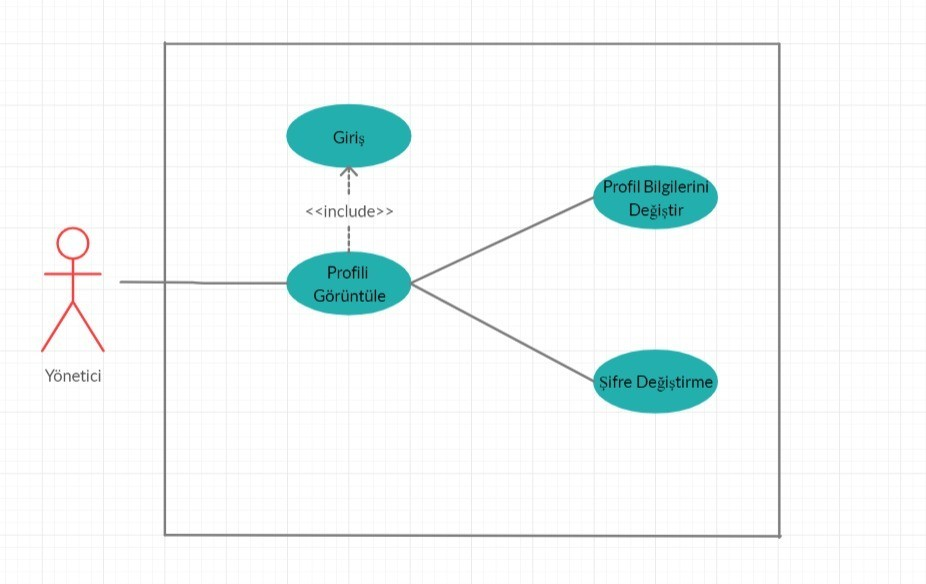 Giriş
<<include>>
Profili
Görüntüle
Profil Bilgilerini
Değiştir
Şifre Değiştirme
Yönetici